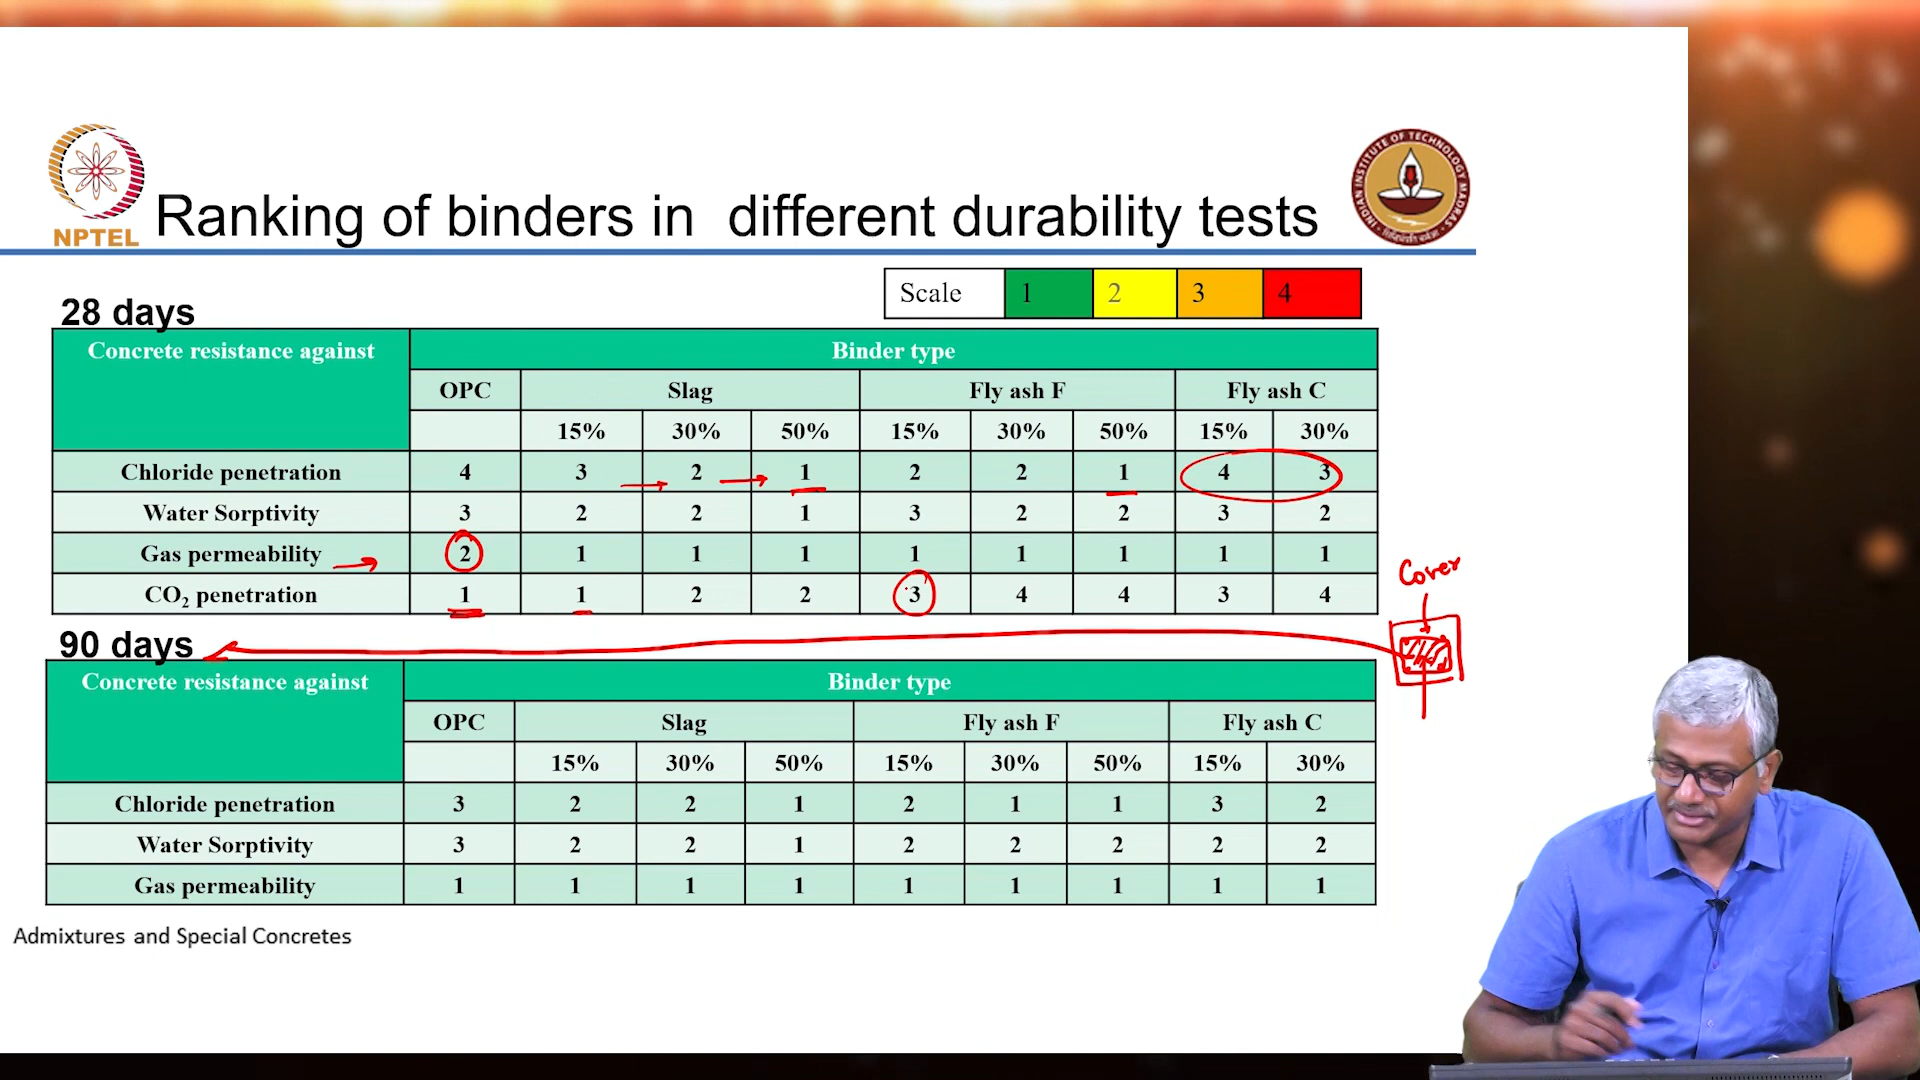 NPTEL
Ranking of binders in different durability tests
INDIAN INSTITUTE OF TECHNOLOGY MADRAS
Scale 1 2 3 4
28 days
Concrete resistance against Binder type
OPC Slag Fly ash F Fly ash C
15% 30% 50% 15% 30% 50% 15% 30%
Chloride penetration 4 3 2 1 2 2 1 4 3
Water Sorptivity 3 2 2 1 3 2 2 3 2
Gas permeability 2 1 1 1 1 1 1 1 1
CO₂ penetration 1 1 2 2 3 4 4 3 4
Cover
90 days
Concrete resistance against Binder type
OPC Slag Fly ash F Fly ash C
15% 30% 50% 15% 30% 50% 15% 30%
Chloride penetration 3 2 2 1 2 1 1 3 2
Water Sorptivity 3 2 2 1 2 2 2 2 2
Gas permeability 1 1 1 1 1 1 1 1 1
Admixtures and Special Concretes